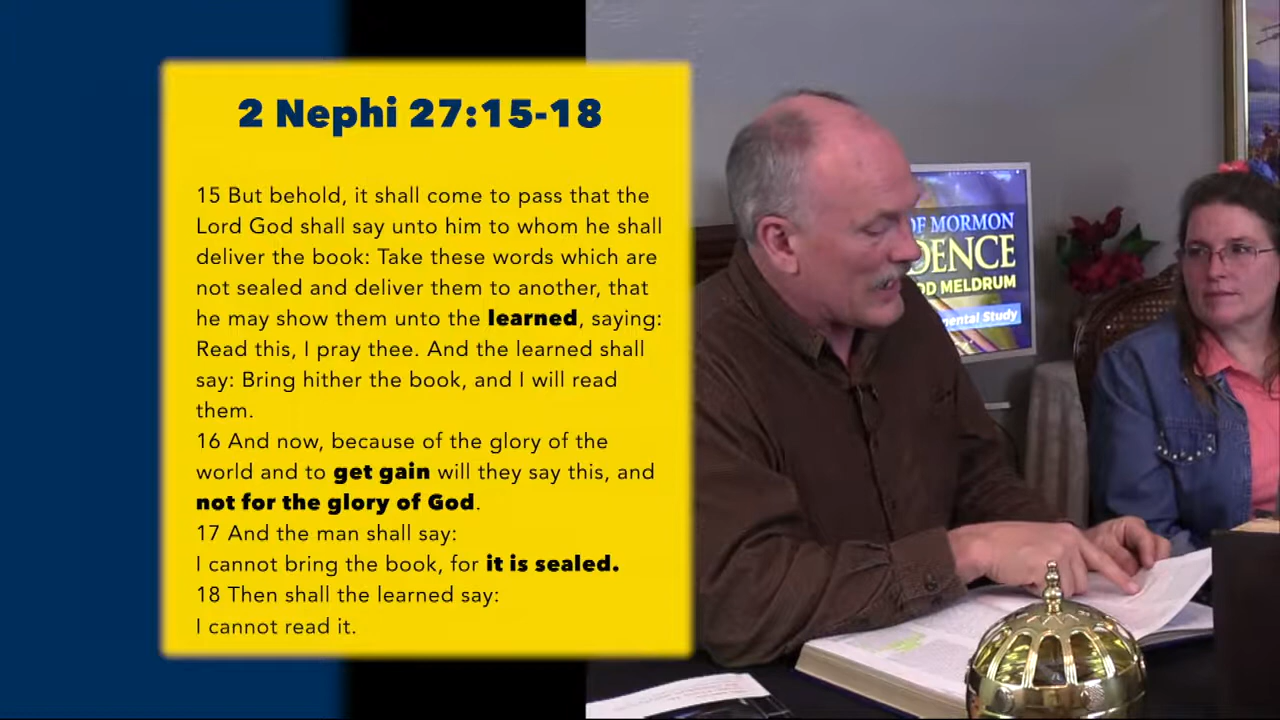 2 Nephi 27:15-18
15 But behold, it shall come to pass that the
Lord God shall say unto him to whom he shall
deliver the book: Take these words which are
not sealed and deliver them to another, that
he may show them unto the learned, saying:
Read this, I pray thee. And the learned shall
say: Bring hither the book, and I will read
them.
16 And now, because of the glory of the
world and to get gain will they say this, and
not for the glory of God.
17 And the man shall say:
I cannot bring the book, for it is sealed.
18 Then shall the learned say:
I cannot read it.
OF MORMON
DENCE
OD MELDRUM
mental Study